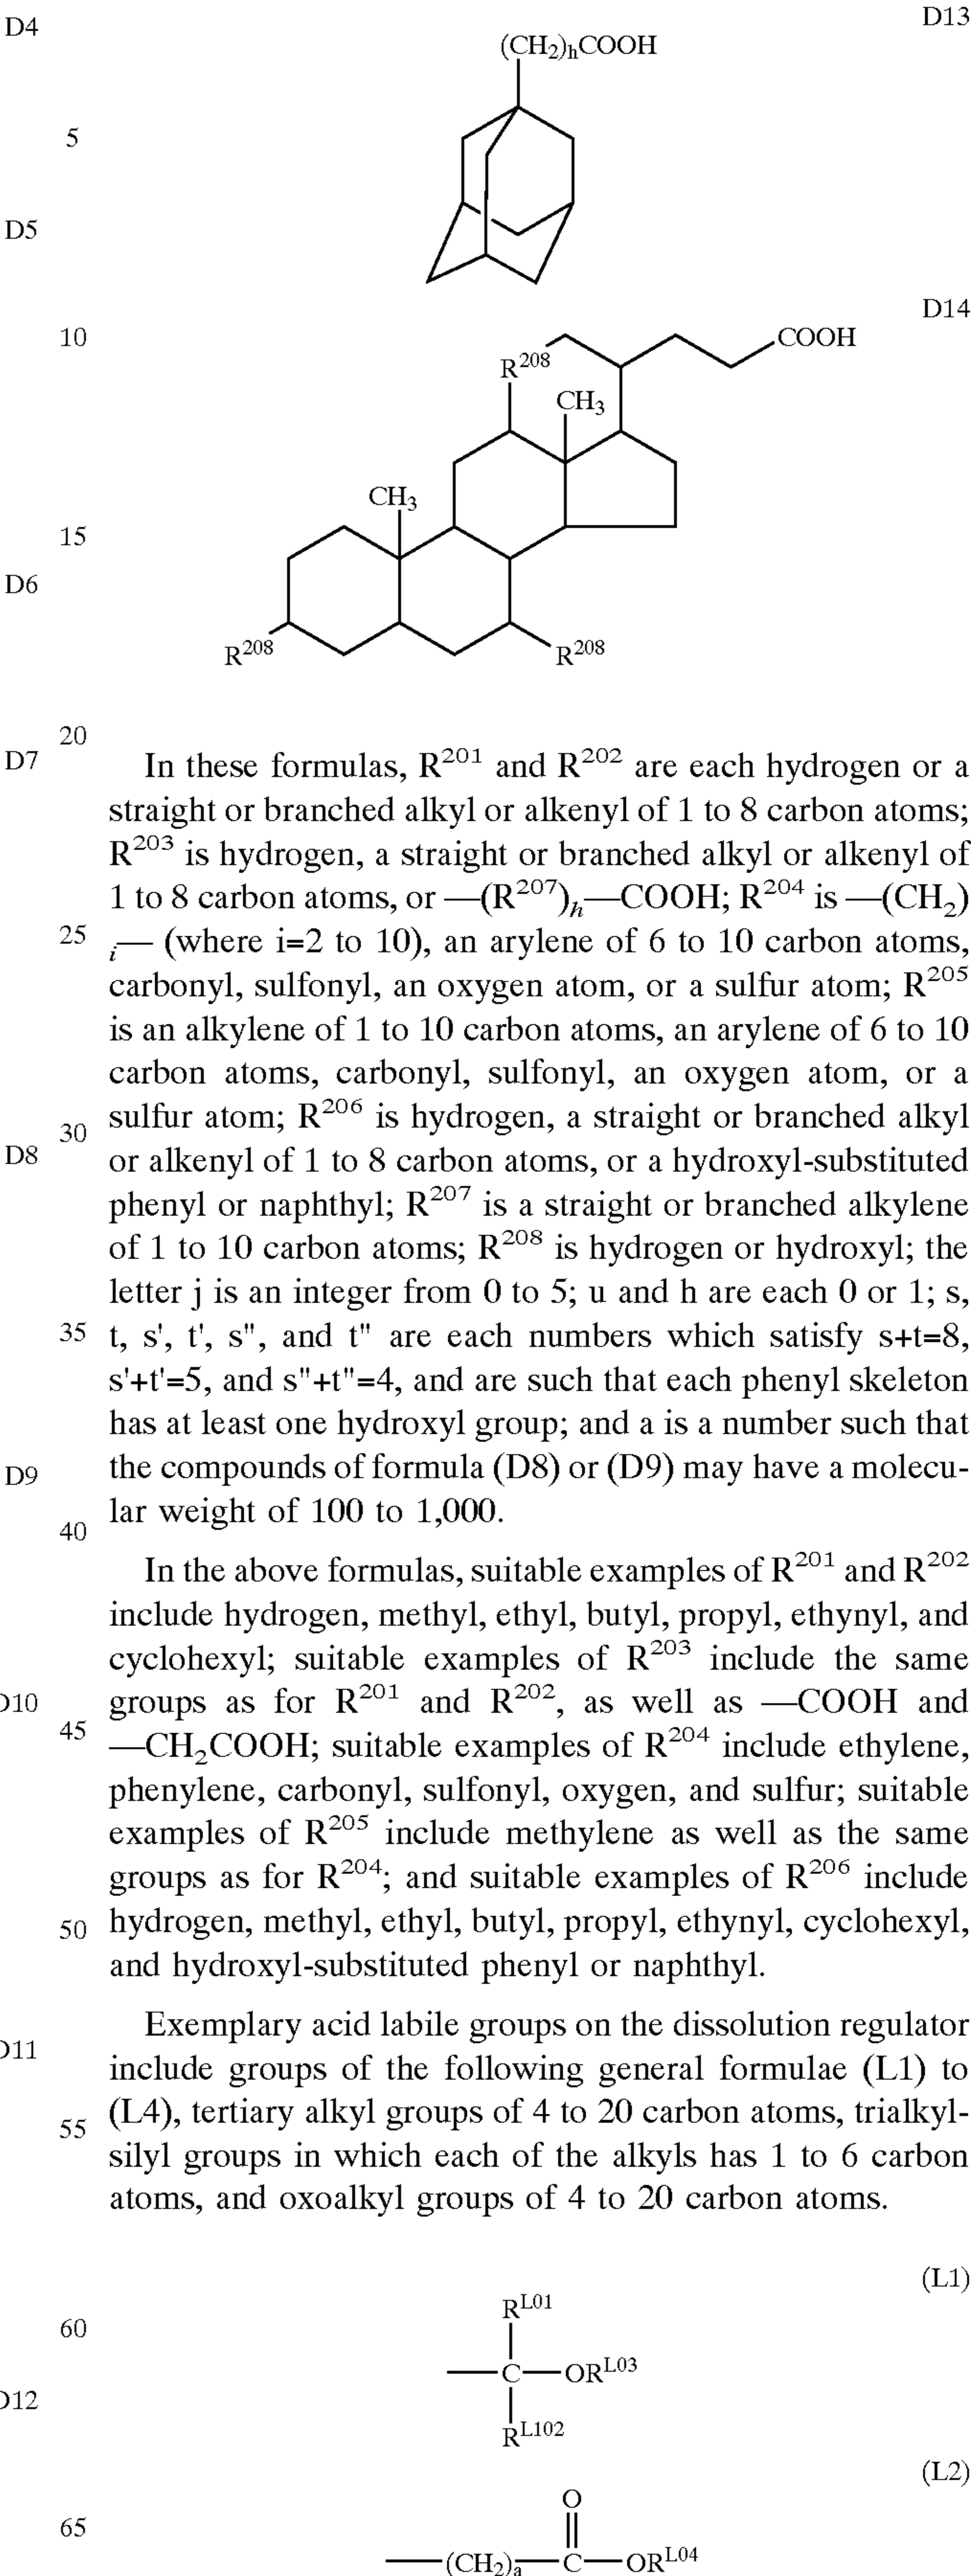 D4
D13
(CH₂)ₕCOOH
5
D5
D14
10
COOH
R²⁰⁸
CH₃
CH₃
15
D6
R²⁰⁸
R²⁰⁸
20
D7
In these formulas, R²⁰¹ and R²⁰² are each hydrogen or a
straight or branched alkyl or alkenyl of 1 to 8 carbon atoms;
R²⁰³ is hydrogen, a straight or branched alkyl or alkenyl of
1 to 8 carbon atoms, or —(R²⁰⁷)ₕ—COOH; R²⁰⁴ is —(CH₂)
25
ᵢ— (where i=2 to 10), an arylene of 6 to 10 carbon atoms,
carbonyl, sulfonyl, an oxygen atom, or a sulfur atom; R²⁰⁵
is an alkylene of 1 to 10 carbon atoms, an arylene of 6 to 10
carbon atoms, carbonyl, sulfonyl, an oxygen atom, or a
sulfur atom; R²⁰⁶ is hydrogen, a straight or branched alkyl
30
D8
or alkenyl of 1 to 8 carbon atoms, or a hydroxyl-substituted
phenyl or naphthyl; R²⁰⁷ is a straight or branched alkylene
of 1 to 10 carbon atoms; R²⁰⁸ is hydrogen or hydroxyl; the
letter j is an integer from 0 to 5; u and h are each 0 or 1; s,
35
t, s', t', s", and t" are each numbers which satisfy s+t=8,
s'+t'=5, and s"+t"=4, and are such that each phenyl skeleton
has at least one hydroxyl group; and a is a number such that
D9
the compounds of formula (D8) or (D9) may have a molecu-
lar weight of 100 to 1,000.
40
In the above formulas, suitable examples of R²⁰¹ and R²⁰²
include hydrogen, methyl, ethyl, butyl, propyl, ethynyl, and
cyclohexyl; suitable examples of R²⁰³ include the same
D10
groups as for R²⁰¹ and R²⁰², as well as —COOH and
45
—CH₂COOH; suitable examples of R²⁰⁴ include ethylene,
phenylene, carbonyl, sulfonyl, oxygen, and sulfur; suitable
examples of R²⁰⁵ include methylene as well as the same
groups as for R²⁰⁴; and suitable examples of R²⁰⁶ include
50
hydrogen, methyl, ethyl, butyl, propyl, ethynyl, cyclohexyl,
and hydroxyl-substituted phenyl or naphthyl.
Exemplary acid labile groups on the dissolution regulator
D11
include groups of the following general formulae (L1) to
(L4), tertiary alkyl groups of 4 to 20 carbon atoms, trialkyl-
55
silyl groups in which each of the alkyls has 1 to 6 carbon
atoms, and oxoalkyl groups of 4 to 20 carbon atoms.
(L1)
Rᴸ⁰¹
60
—C—ORᴸ⁰³
D12
Rᴸ¹⁰²
(L2)
O
65
—(CH₂)ₐ—C—ORᴸ⁰⁴